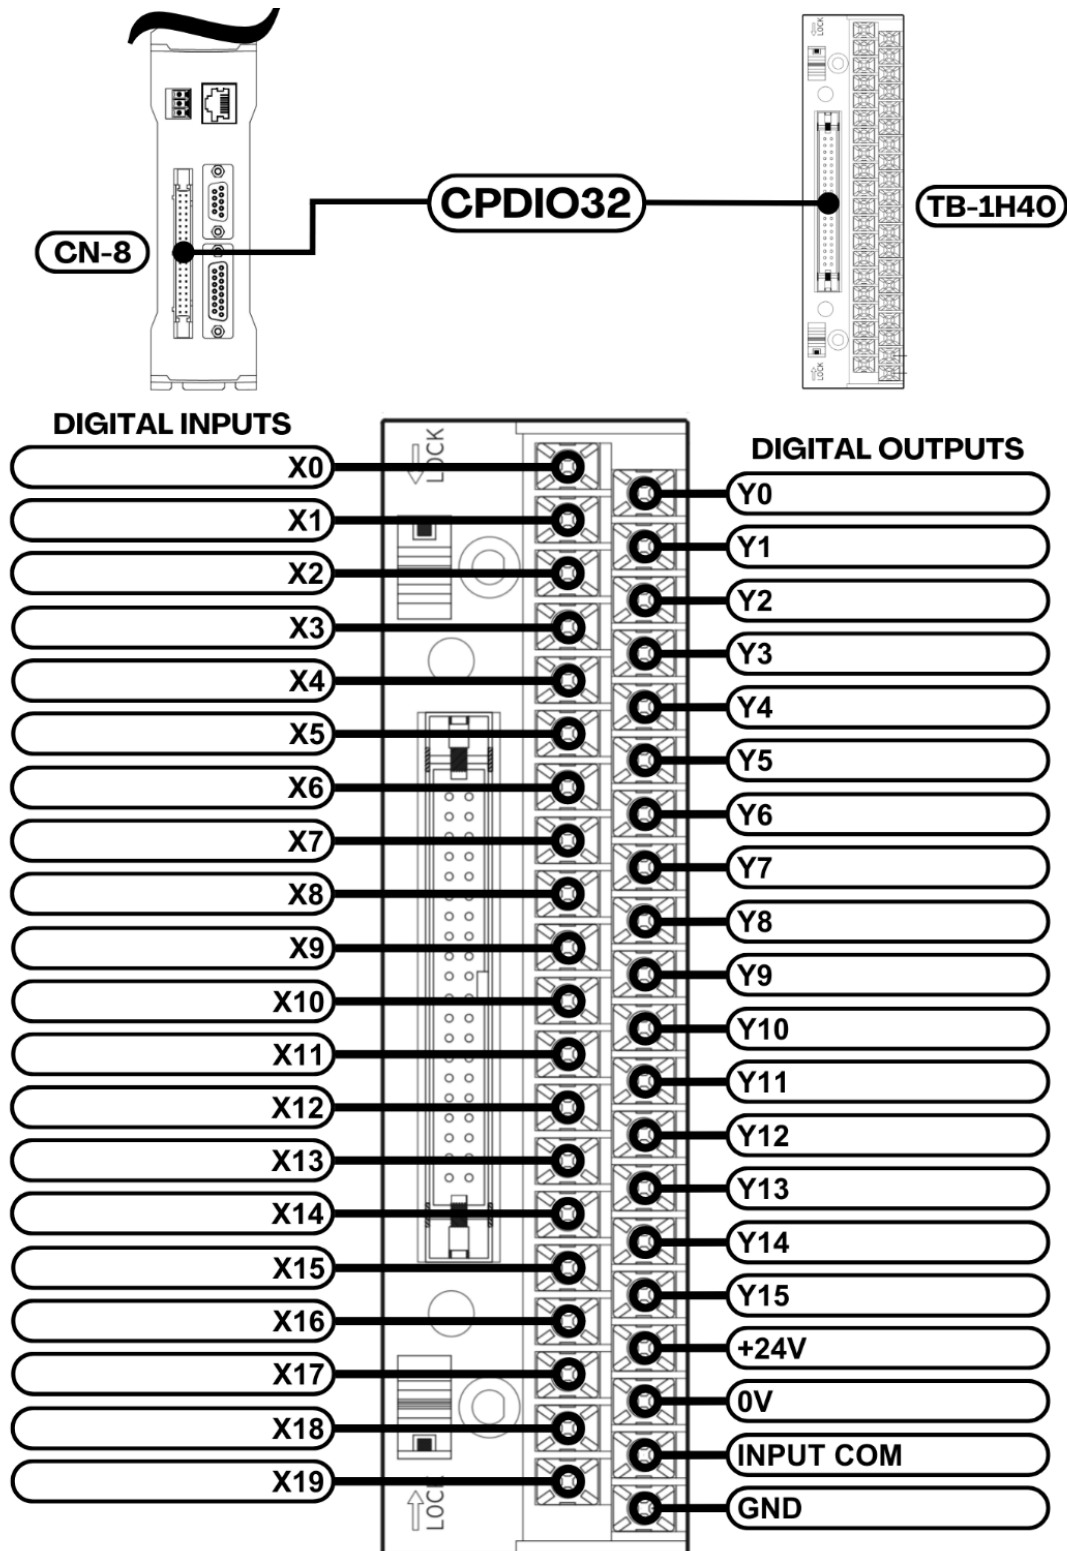 LOCK
CPDIO32
TB-1H40
CN-8
LOCK
DIGITAL INPUTS
DIGITAL OUTPUTS
LOCK
X0
Y0
X1
Y1
X2
Y2
X3
Y3
X4
Y4
X5
Y5
X6
Y6
X7
Y7
X8
Y8
X9
Y9
X10
Y10
X11
Y11
X12
Y12
X13
Y13
X14
Y14
X15
Y15
X16
+24V
X17
0V
X18
INPUT COM
X19
GND
LOCK